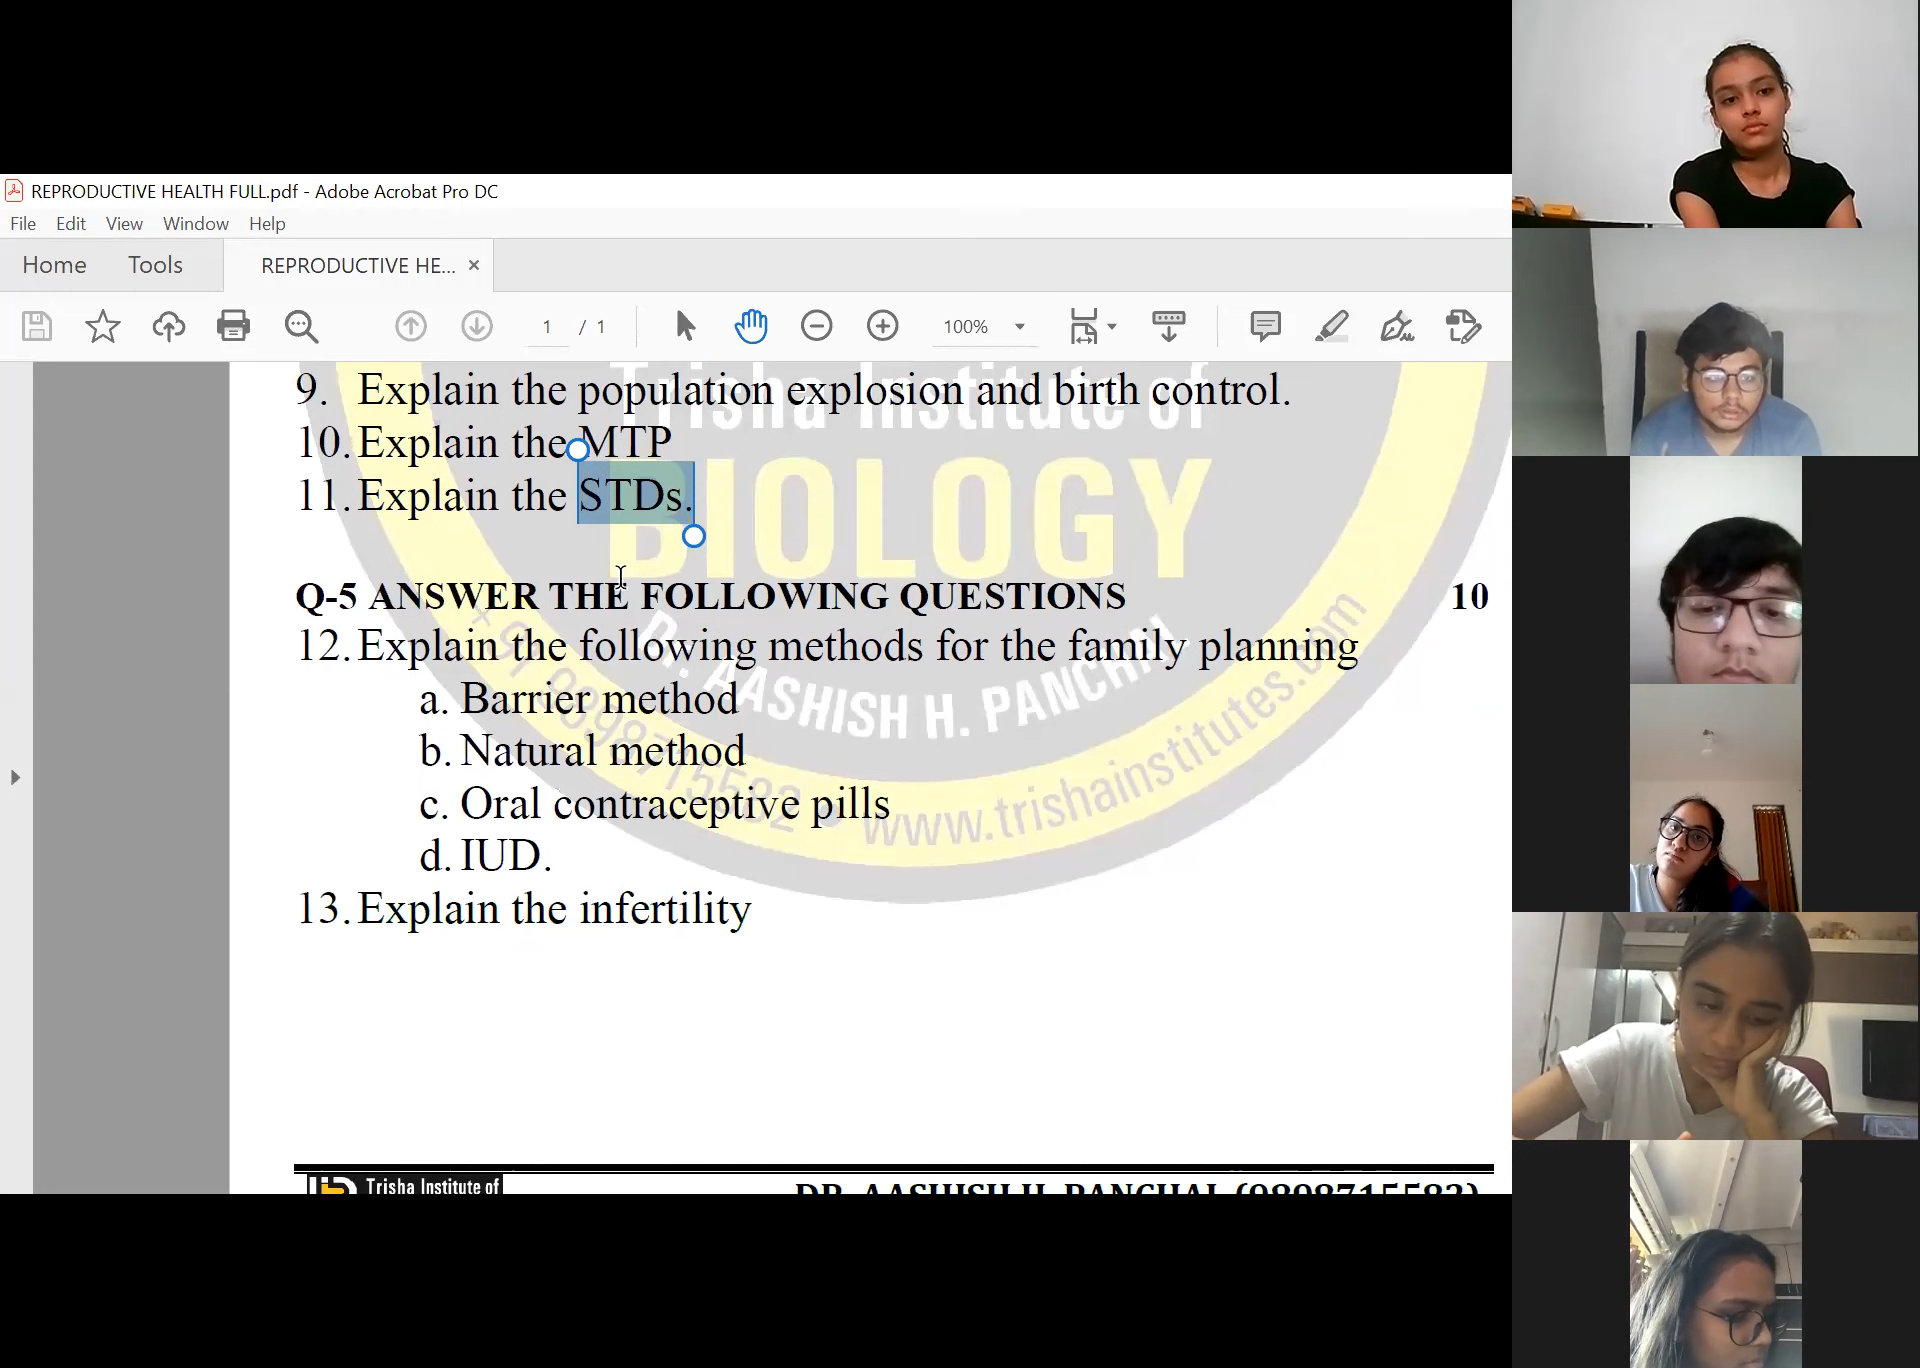 REPRODUCTIVE HEALTH FULL.pdf - Adobe Acrobat Pro DC
File Edit View Window Help
Home Tools REPRODUCTIVE HE... ×
1 / 1 100%
Trisha Institute of
BIOLOGY
DR. AASHISH H. PANCHAL
www.trishainstitutes.com
9. Explain the population explosion and birth control.
10. Explain the MTP
11. Explain the STDs.
Q-5 ANSWER THE FOLLOWING QUESTIONS 10
12. Explain the following methods for the family planning
a. Barrier method
b. Natural method
c. Oral contraceptive pills
d. IUD.
13. Explain the infertility
Trisha Institute of
DR. AASHISH H. PANCHAL (9898715582)